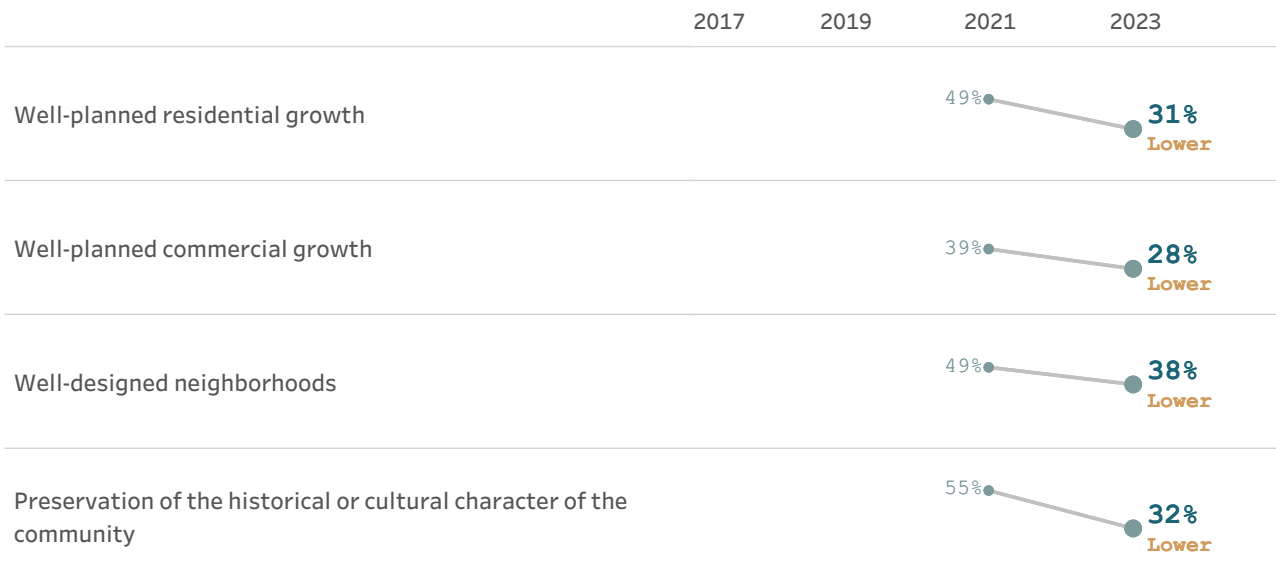 2017 2019 2021 2023
Well-planned residential growth 49% 31%
Lower
Well-planned commercial growth 39% 28%
Lower
Well-designed neighborhoods 49% 38%
Lower
Preservation of the historical or cultural character of the
community 55% 32%
Lower